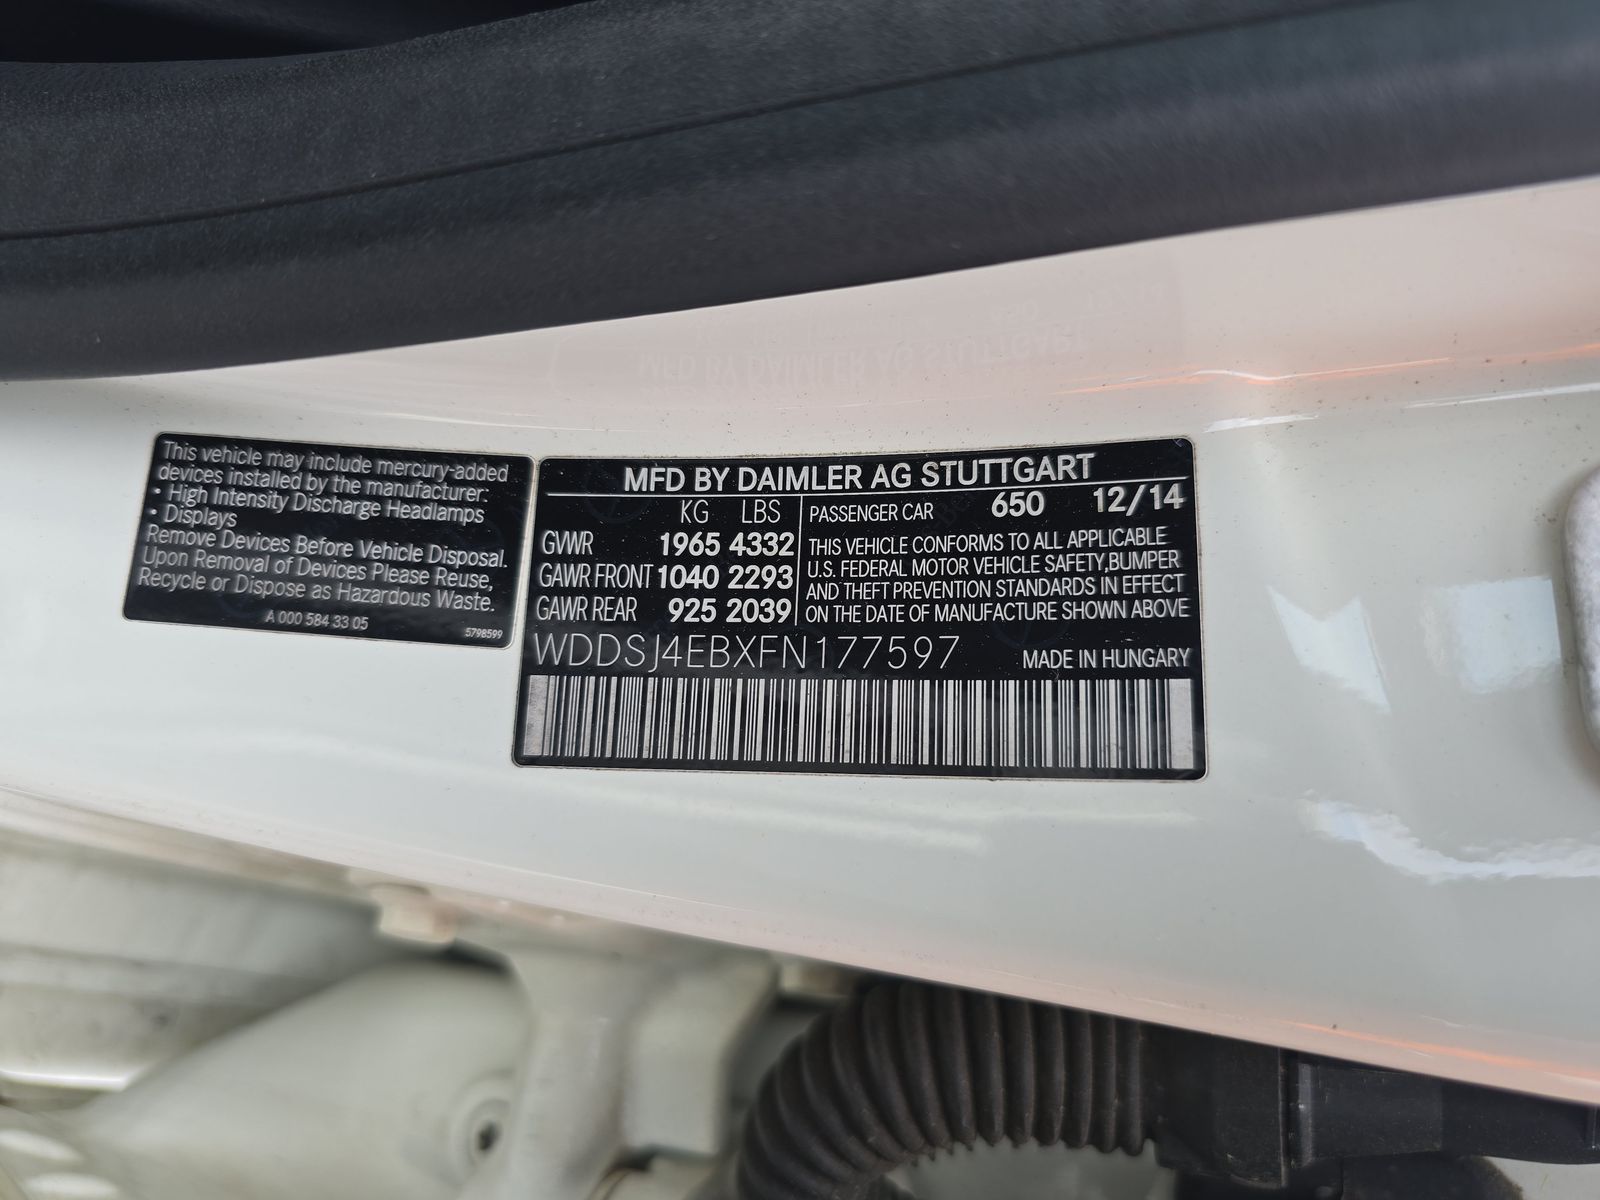 This vehicle may include mercury-added
devices installed by the manufacturer:
• High Intensity Discharge Headlamps
• Displays
Remove Devices Before Vehicle Disposal.
Upon Removal of Devices Please Reuse,
Recycle or Dispose as Hazardous Waste.
A 000 584 33 05
5798599
MFD BY DAIMLER AG STUTTGART
KG LBS
GVWR 1965 4332
GAWR FRONT 1040 2293
GAWR REAR 925 2039
PASSENGER CAR 650 12/14
THIS VEHICLE CONFORMS TO ALL APPLICABLE
U.S. FEDERAL MOTOR VEHICLE SAFETY,BUMPER
AND THEFT PREVENTION STANDARDS IN EFFECT
ON THE DATE OF MANUFACTURE SHOWN ABOVE
WDDSJ4EBXFN177597
MADE IN HUNGARY